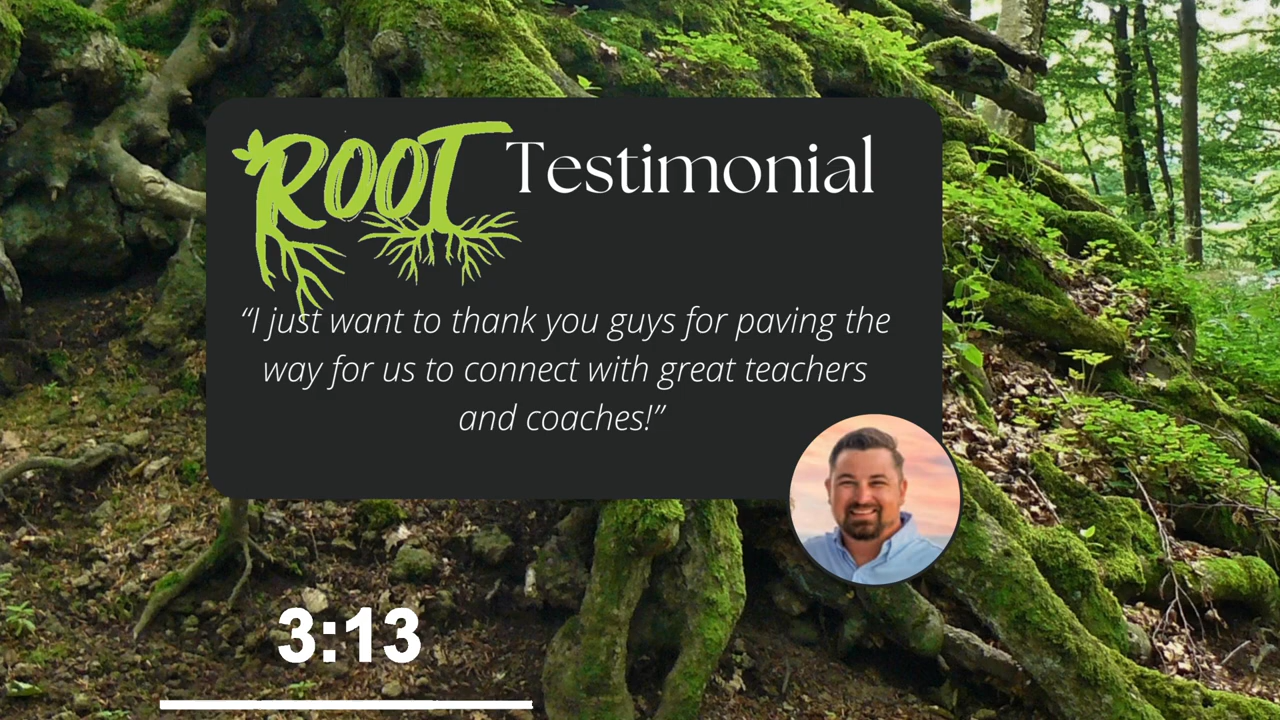 ROOT Testimonial
“I just want to thank you guys for paving the
way for us to connect with great teachers
and coaches!”
3:13